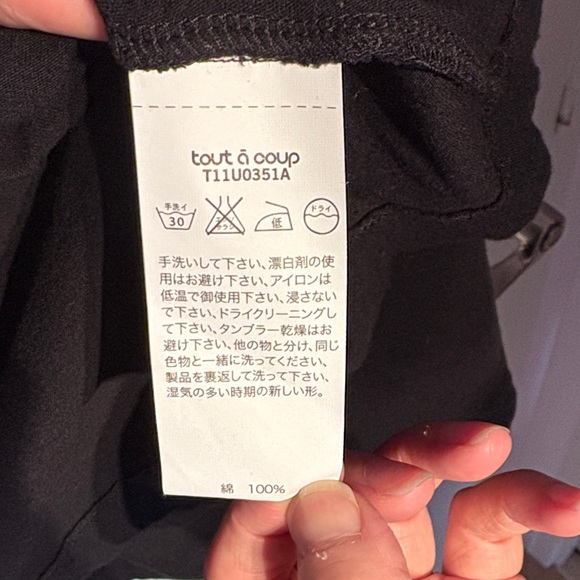 tout à coup
T11U0351A
手洗イ 30 エンソサラシ 低 ドライ
手洗いして下さい、漂白剤の使
用はお避け下さい、アイロンは
低温で御使用下さい、浸さない
で下さい、ドライクリーニングし
て下さい、タンブラー乾燥はお
避け下さい、他の物と分け、同じ
色物と一緒に洗ってください、
製品を裏返して洗って下さい、
湿気の多い時期の新しい形。
綿 100%